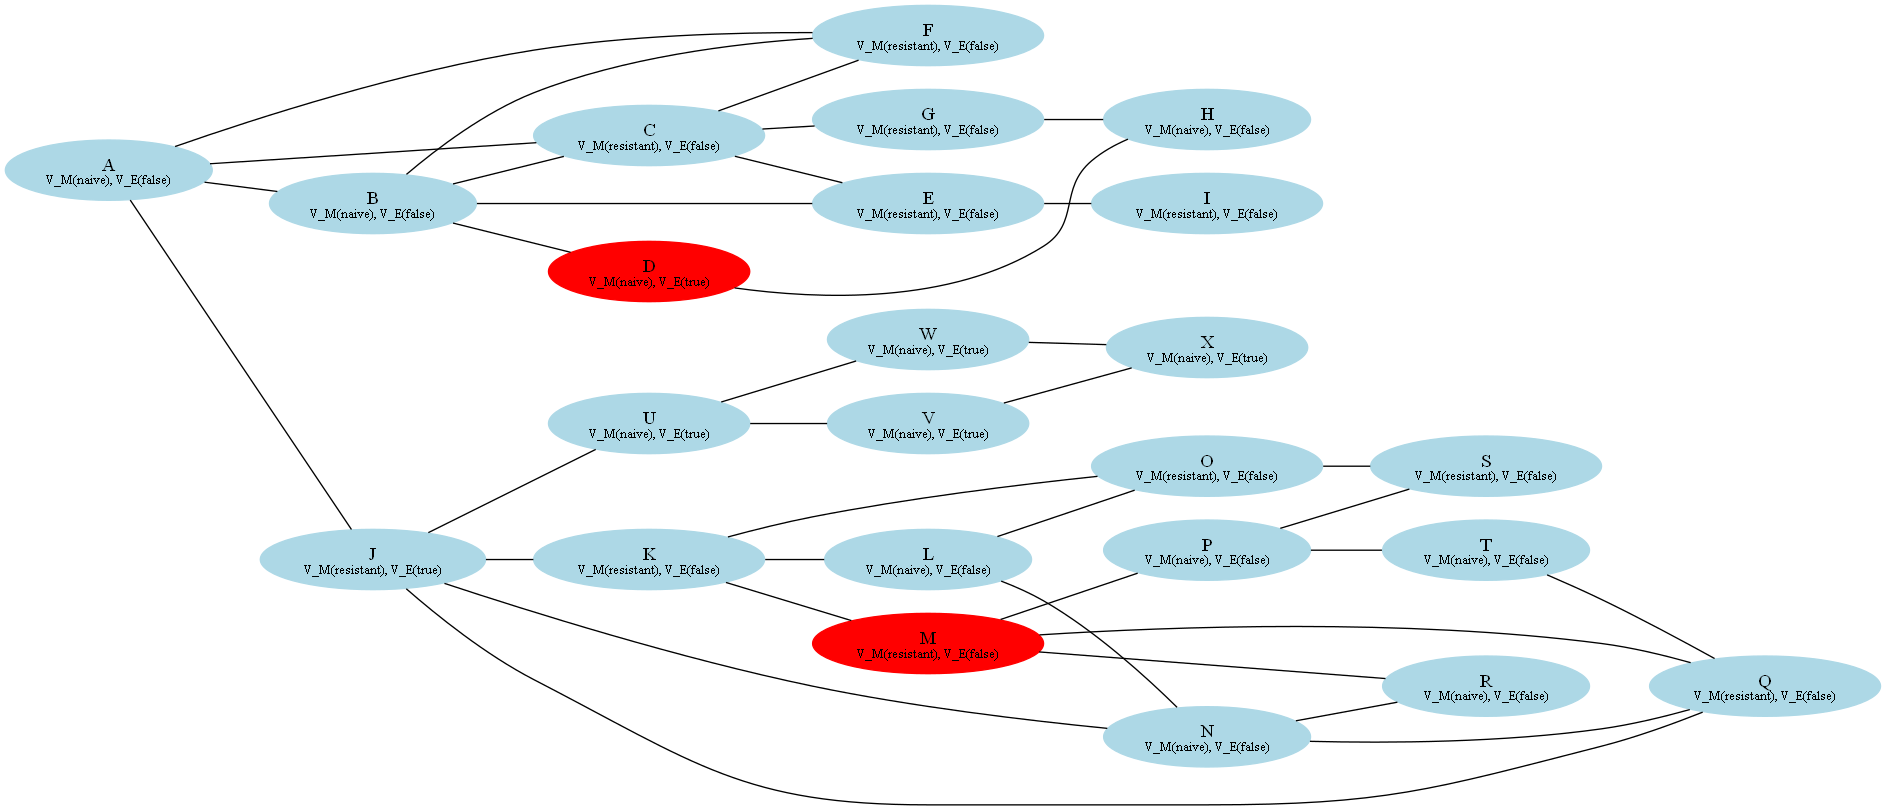 F
V_M(resistant), V_E(false)
G
V_M(resistant), V_E(false)
H
V_M(naive), V_E(false)
C
V_M(resistant), V_E(false)
A
V_M(naive), V_E(false)
B
V_M(naive), V_E(false)
E
V_M(resistant), V_E(false)
I
V_M(resistant), V_E(false)
D
V_M(naive), V_E(true)
W
V_M(naive), V_E(true)
X
V_M(naive), V_E(true)
U
V_M(naive), V_E(true)
V
V_M(naive), V_E(true)
O
V_M(resistant), V_E(false)
S
V_M(resistant), V_E(false)
J
V_M(resistant), V_E(true)
K
V_M(resistant), V_E(false)
L
V_M(naive), V_E(false)
P
V_M(naive), V_E(false)
T
V_M(naive), V_E(false)
M
V_M(resistant), V_E(false)
R
V_M(naive), V_E(false)
Q
V_M(resistant), V_E(false)
N
V_M(naive), V_E(false)